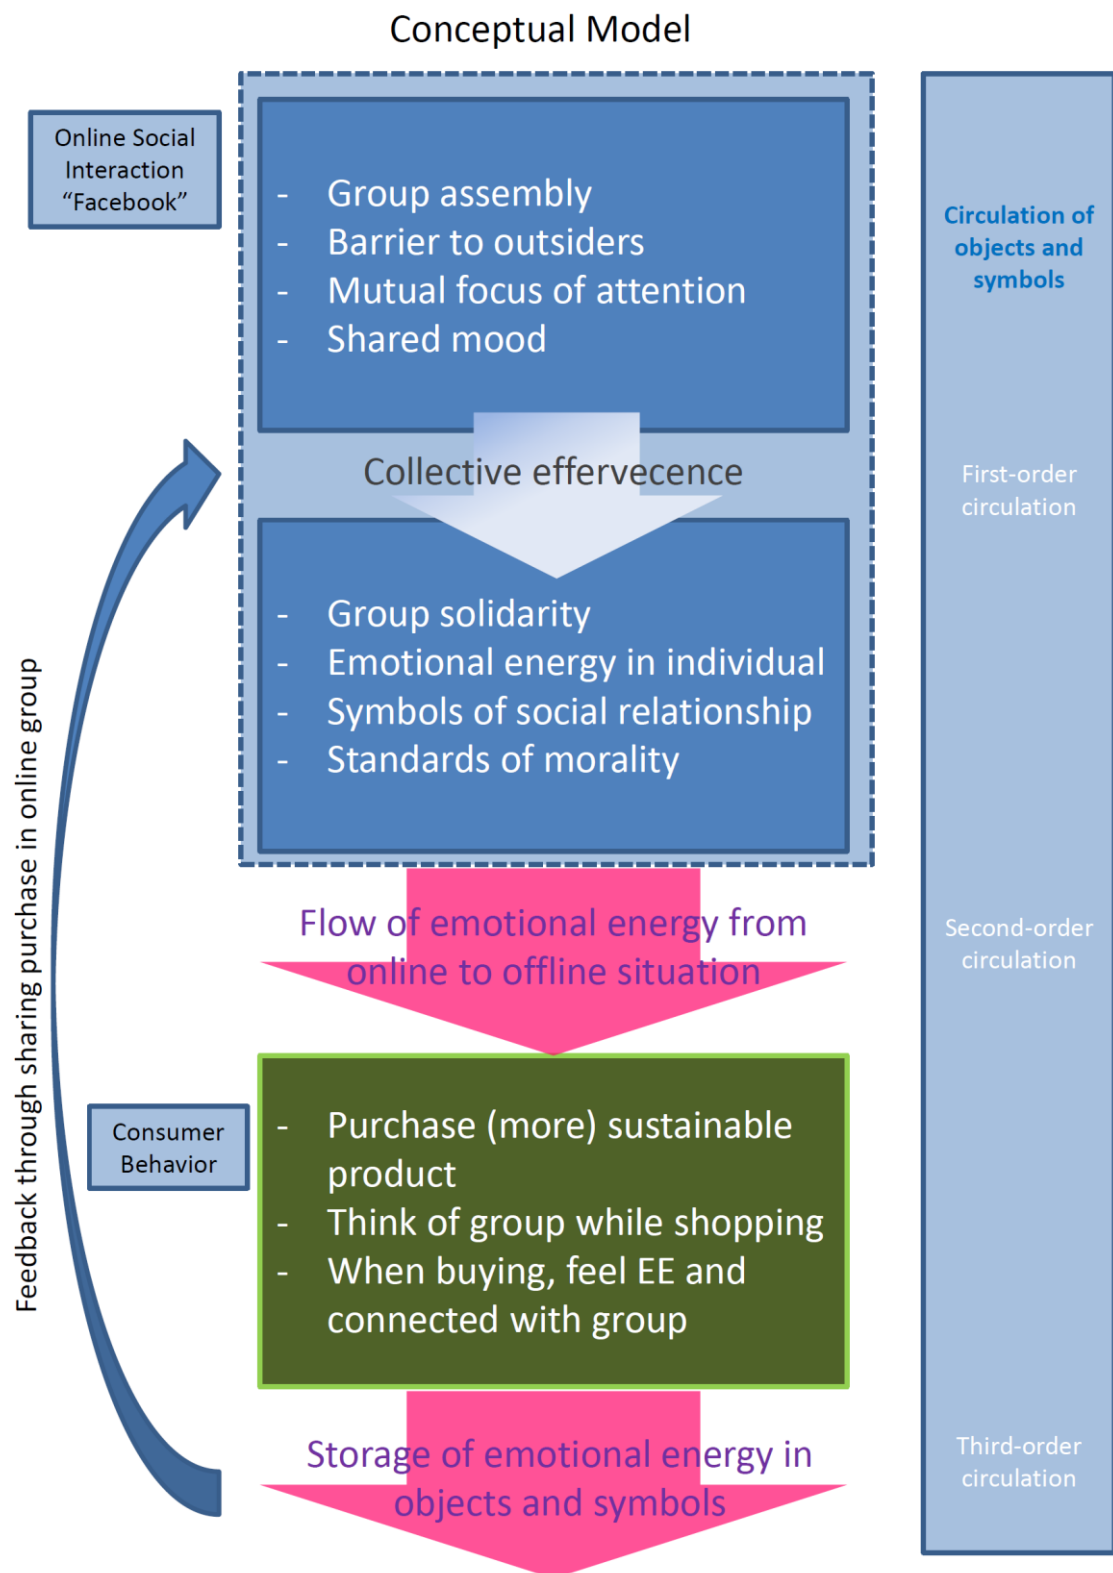 Conceptual Model
Online Social
Interaction
“Facebook”
- Group assembly
- Barrier to outsiders
- Mutual focus of attention
- Shared mood
Collective effervecence
- Group solidarity
- Emotional energy in individual
- Symbols of social relationship
- Standards of morality
Flow of emotional energy from
online to offline situation
Consumer
Behavior
- Purchase (more) sustainable
product
- Think of group while shopping
- When buying, feel EE and
connected with group
Storage of emotional energy in
objects and symbols
Feedback through sharing purchase in online group
Circulation of
objects and
symbols
First-order
circulation
Second-order
circulation
Third-order
circulation